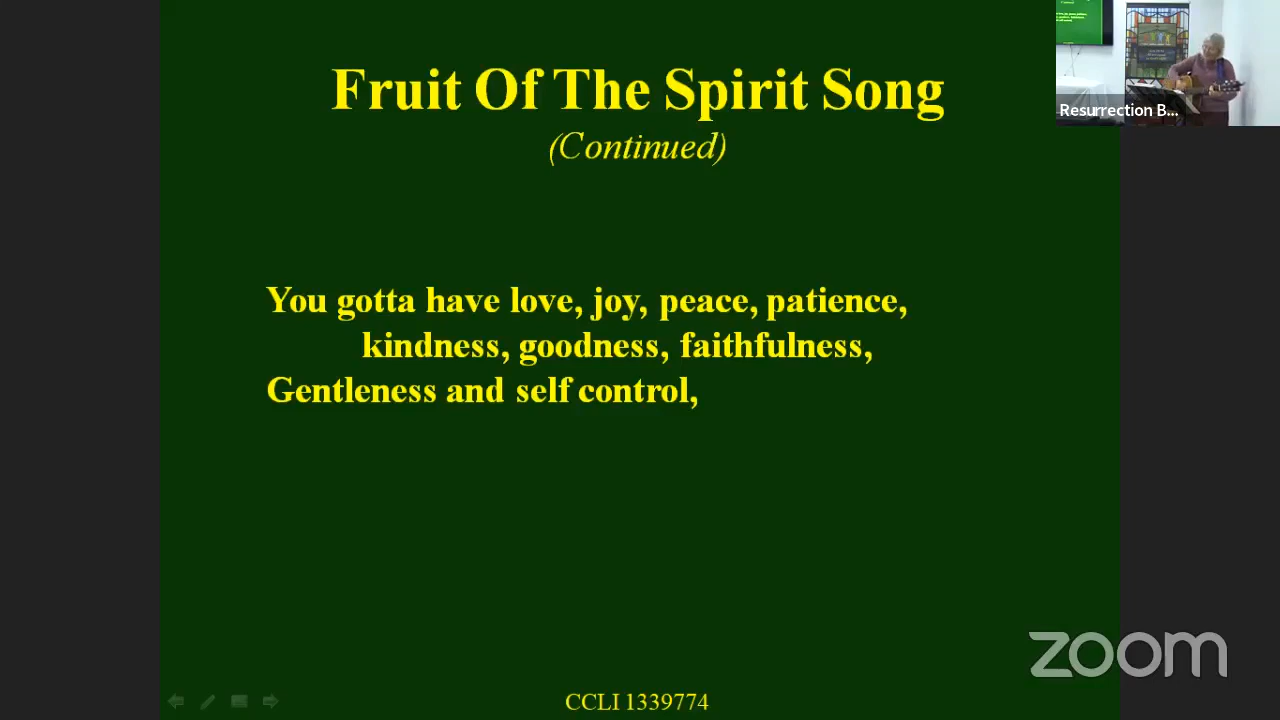 Fruit Of The Spirit Song
(Continued)
Resurrection B...
You gotta have love, joy, peace, patience,
kindness, goodness, faithfulness,
Gentleness and self control,
zoom
CCLI 1339774